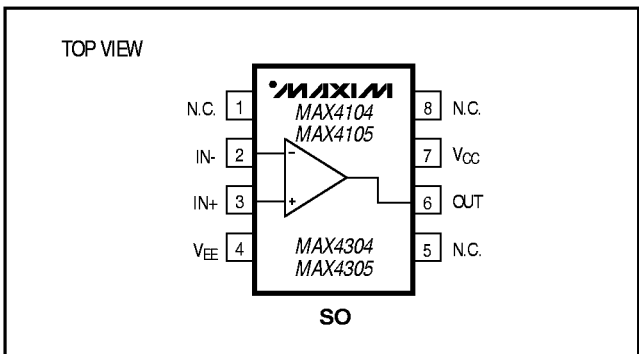 TOP VIEW
MAXIM
N.C. 1 MAX4104 8 N.C.
MAX4105
IN- 2 - 7 VCC
IN+ 3 + 6 OUT
VEE 4 MAX4304 5 N.C.
MAX4305
SO